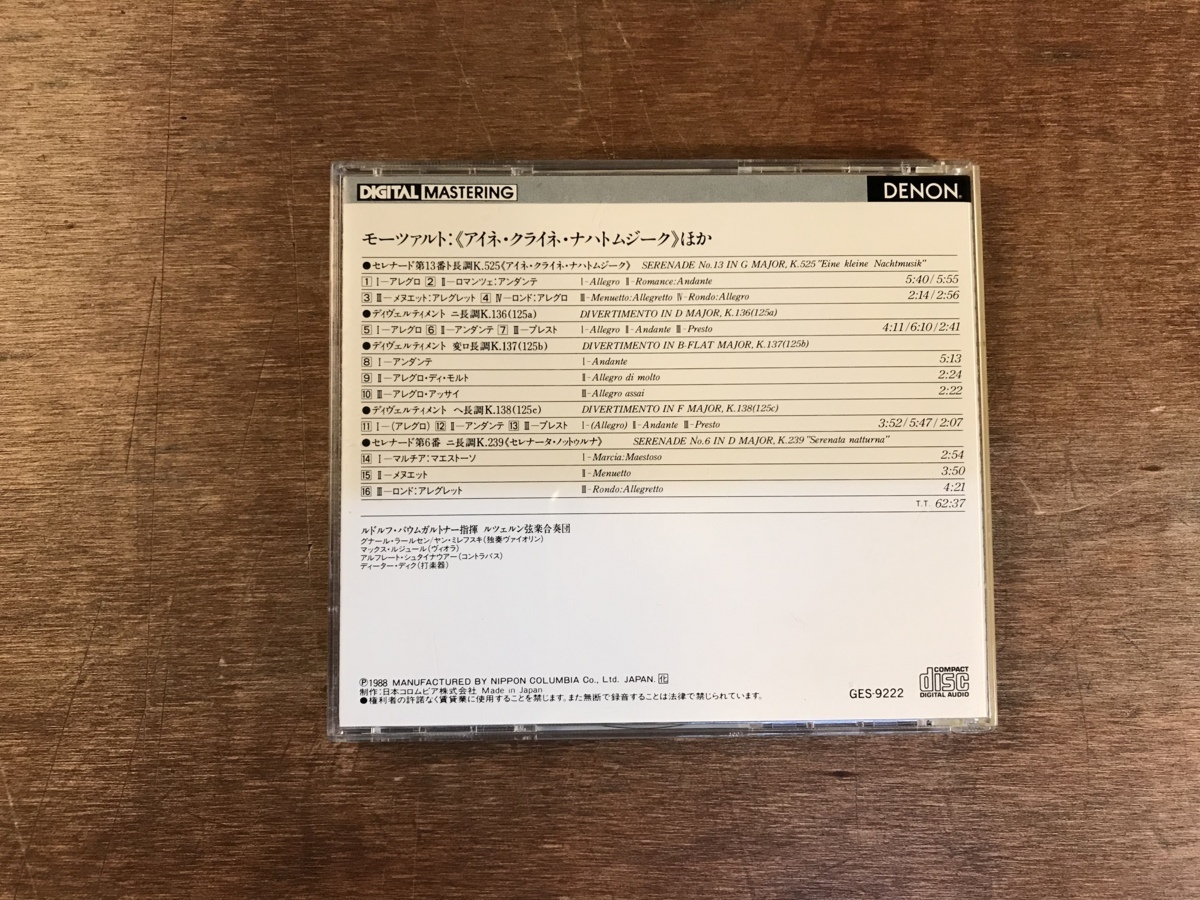 DIGITAL MASTERING DENON
モーツァルト:《アイネ・クライネ・ナハトムジーク》ほか
●セレナード第13番ト長調K.525《アイネ・クライネ・ナハトムジーク》 SERENADE No.13 IN G MAJOR, K.525 "Eine kleine Nachtmusik"
1 I-アレグロ 2 II-ロマンツェ:アンダンテ I-Allegro II-Romance:Andante 5:40/5:55
3 III-メヌエット:アレグレット 4 IV-ロンド:アレグロ III-Menuetto:Allegretto IV-Rondo:Allegro 2:14/2:56
●ディヴェルティメント ニ長調K.136(125a) DIVERTIMENTO IN D MAJOR, K.136(125a)
5 I-アレグロ 6 II-アンダンテ 7 III-プレスト I-Allegro II-Andante III-Presto 4:11/6:10/2:41
●ディヴェルティメント 変ロ長調K.137(125b) DIVERTIMENTO IN B-FLAT MAJOR, K.137(125b)
8 I-アンダンテ I-Andante 5:13
9 II-アレグロ・ディ・モルト II-Allegro di molto 2:24
10 III-アレグロ・アッサイ III-Allegro assai 2:22
●ディヴェルティメント ヘ長調K.138(125c) DIVERTIMENTO IN F MAJOR, K.138(125c)
11 I-(アレグロ) 12 II-アンダンテ 13 III-プレスト I-(Allegro) II-Andante III-Presto 3:52/5:47/2:07
●セレナード第6番 ニ長調K.239《セレナータ・ノットゥルナ》 SERENADE No.6 IN D MAJOR, K.239 "Serenata natturna"
14 I-マルチア:マエストーソ I-Marcia:Maestoso 2:54
15 II-メヌエット II-Menuetto 3:50
16 III-ロンド:アレグレット III-Rondo:Allegretto 4:21
T.T. 62:37
ルドルフ・バウムガルトナー指揮 ルツェルン弦楽合奏団
グナール・ラールセン/ヤン・ミレフスキ(独奏ヴァイオリン)
マックス・ルジュール(ヴィオラ)
アルフレート・シュタイナウアー(コントラバス)
ディーター・ディク(打楽器)
Ⓟ1988 MANUFACTURED BY NIPPON COLUMBIA Co., Ltd. JAPAN.
制作:日本コロムビア株式会社 Made in Japan
●権利者の許諾なく賃貸業に使用することを禁じます。また無断で録音することは法律で禁じられています。
GES-9222
COMPACT disc DIGITAL AUDIO